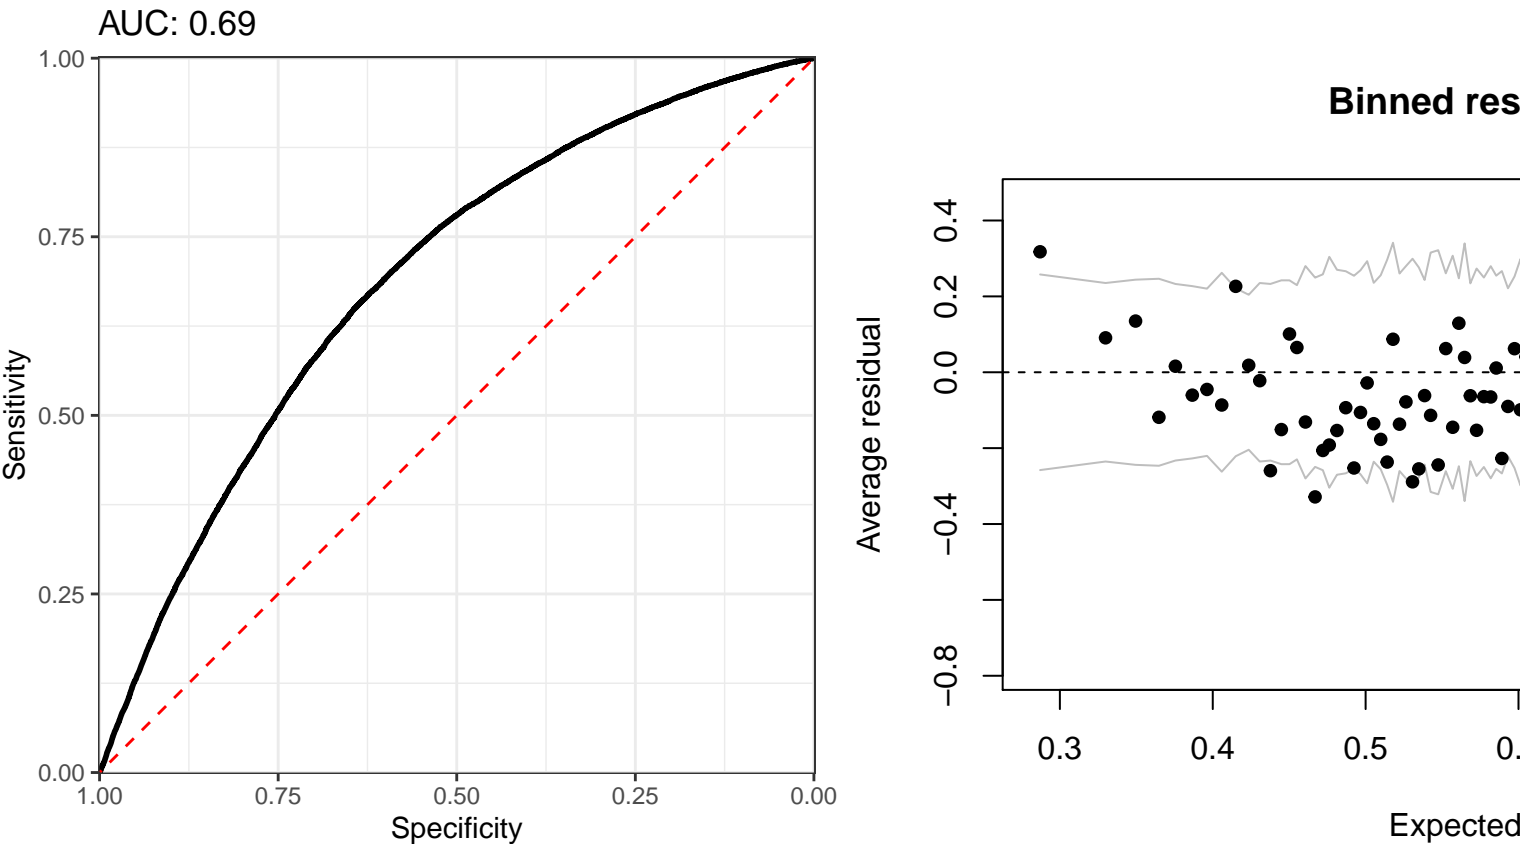 AUC: 0.69
1.00
0.75
0.50
0.25
0.00
Sensitivity
1.00 0.75 0.50 0.25 0.00
Specificity
Binned res
0.4
0.2
0.0
−0.4
−0.8
Average residual
0.3 0.4 0.5 0.
Expected